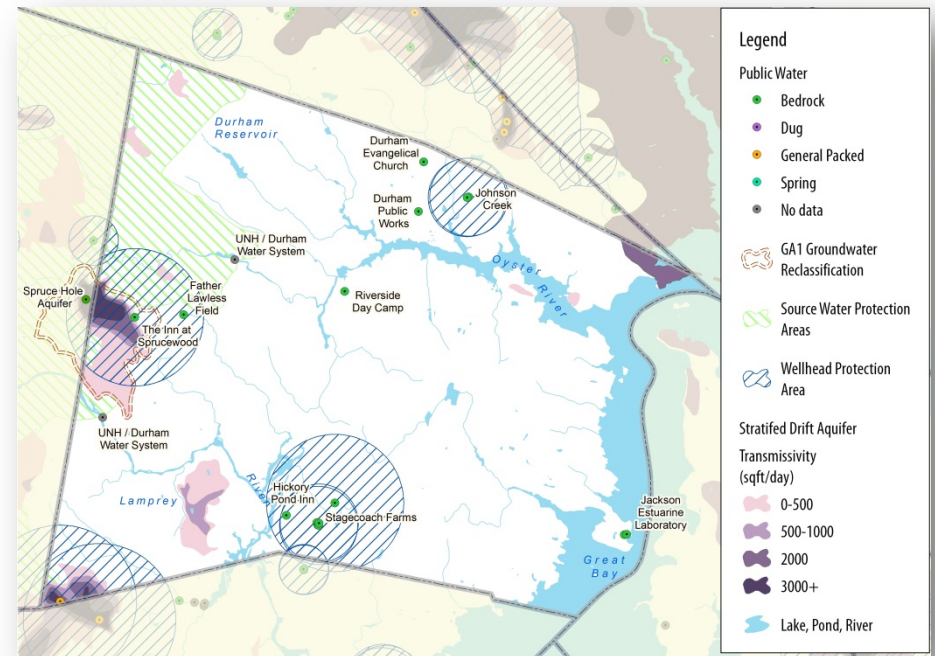 Durham
Reservoir
Durham
Evangelical
Church
Johnson
Creek
Durham
Public
Works
UNH / Durham
Water System
Oyster
River
Spruce Hole
Aquifer
Father
Lawless
Field
Riverside
Day Camp
The Inn at
Sprucewood
UNH / Durham
Water System
Lamprey
River
Hickory
Pond Inn
Stagecoach Farms
Jackson
Estuarine
Laboratory
Great
Bay
Legend
Public Water
Bedrock
Dug
General Packed
Spring
No data
GA1 Groundwater
Reclassification
Source Water Protection
Areas
Wellhead Protection
Area
Stratifed Drift Aquifer
Transmissivity
(sqft/day)
0-500
500-1000
2000
3000+
Lake, Pond, River